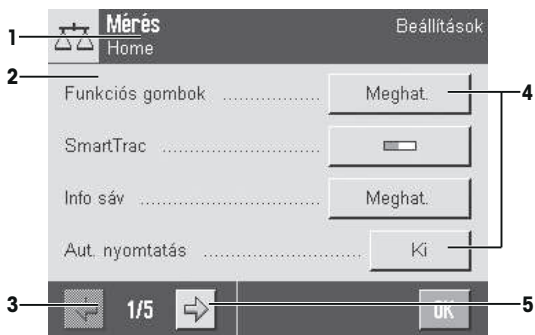 Mérés
Home
Beállítások
1
2
Funkciós gombok .................. Meghat.
4
SmartTrac ............................
Info sáv ................................ Meghat.
Aut. nyomtatás ........................ Ki
3
1/5
OK
5